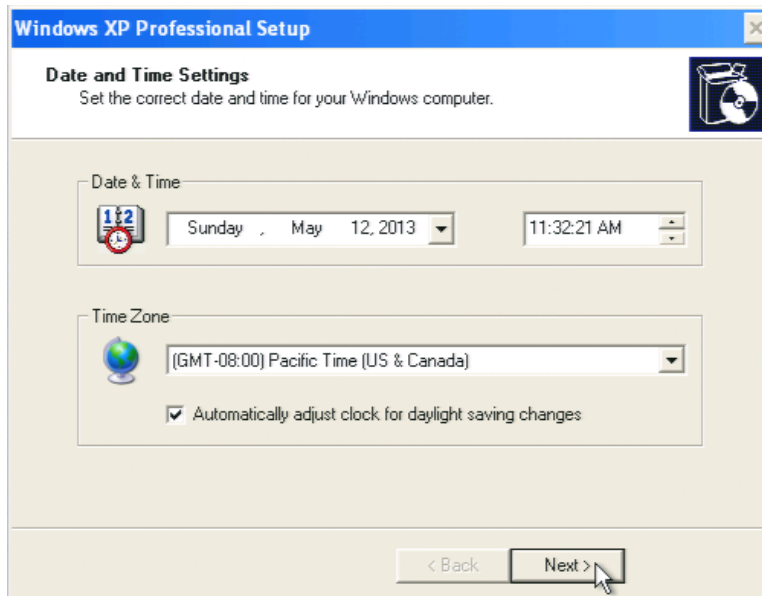 Windows XP Professional Setup
Date and Time Settings
Set the correct date and time for your Windows computer.
Date & Time
12
Sunday , May 12, 2013
11:32:21 AM
Time Zone
(GMT-08:00) Pacific Time (US & Canada)
Automatically adjust clock for daylight saving changes
< Back
Next >